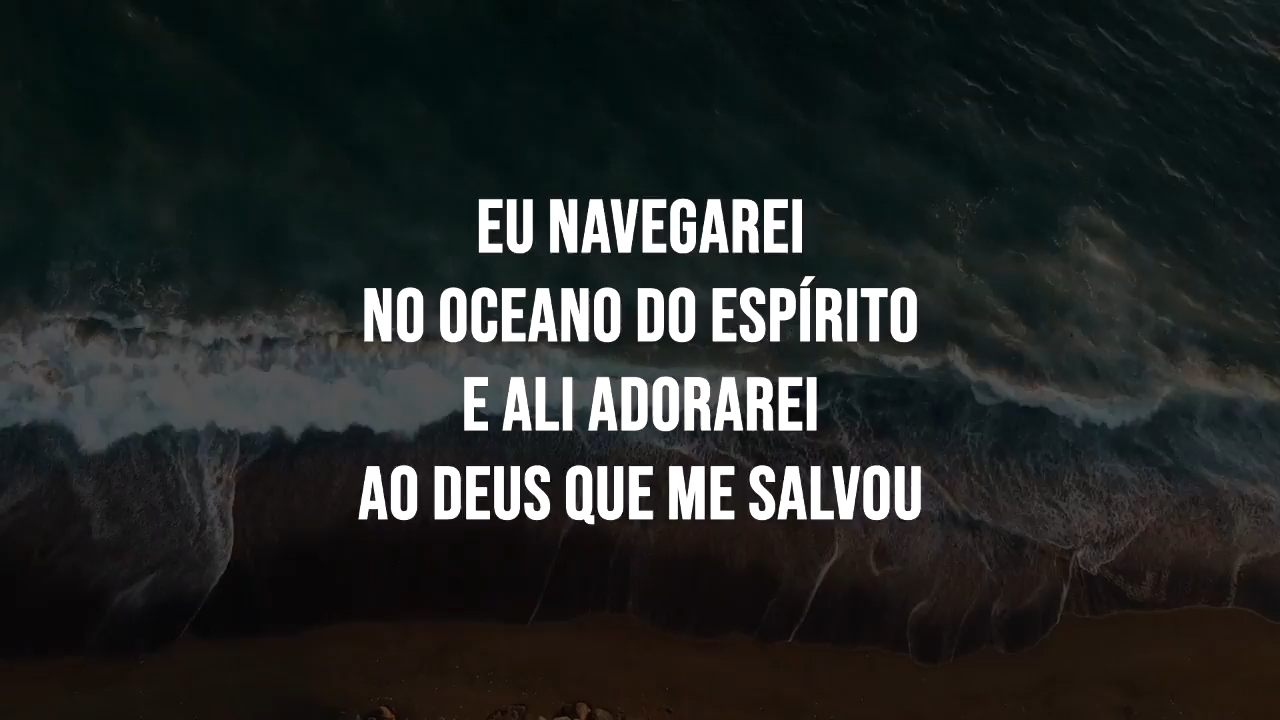 EU NAVEGAREI
NO OCEANO DO ESPÍRITO
E ALI ADORAREI
AO DEUS QUE ME SALVOU